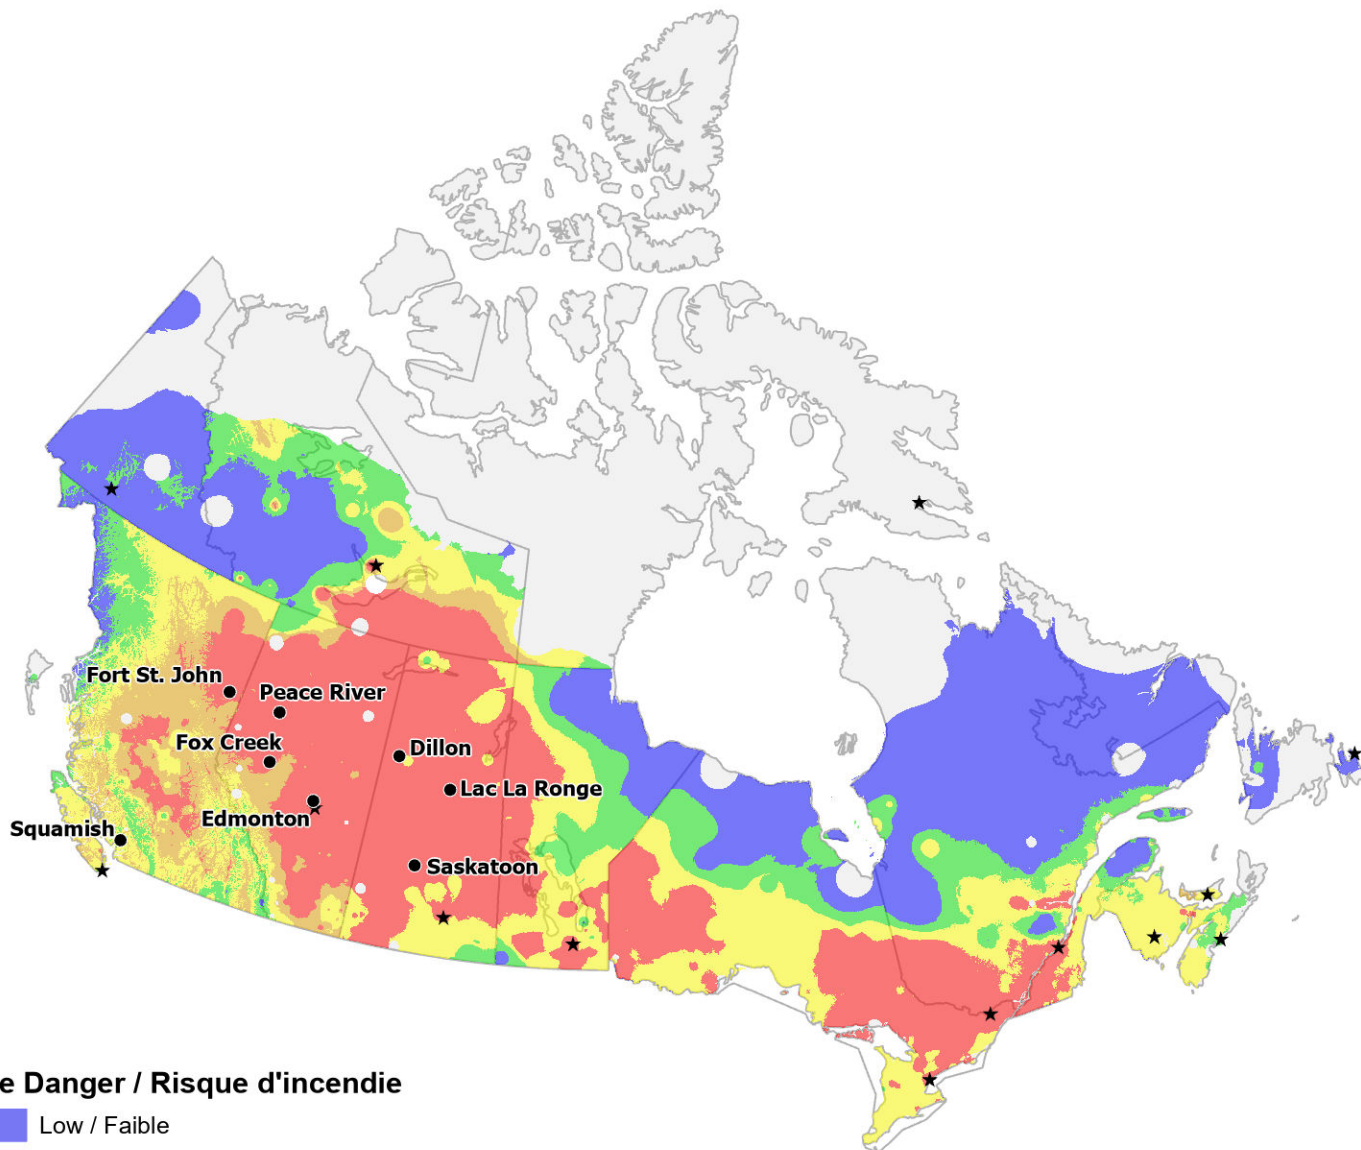 Fort St. John
Peace River
Fox Creek
Dillon
Lac La Ronge
Edmonton
Squamish
Saskatoon
e Danger / Risque d'incendie
Low / Faible